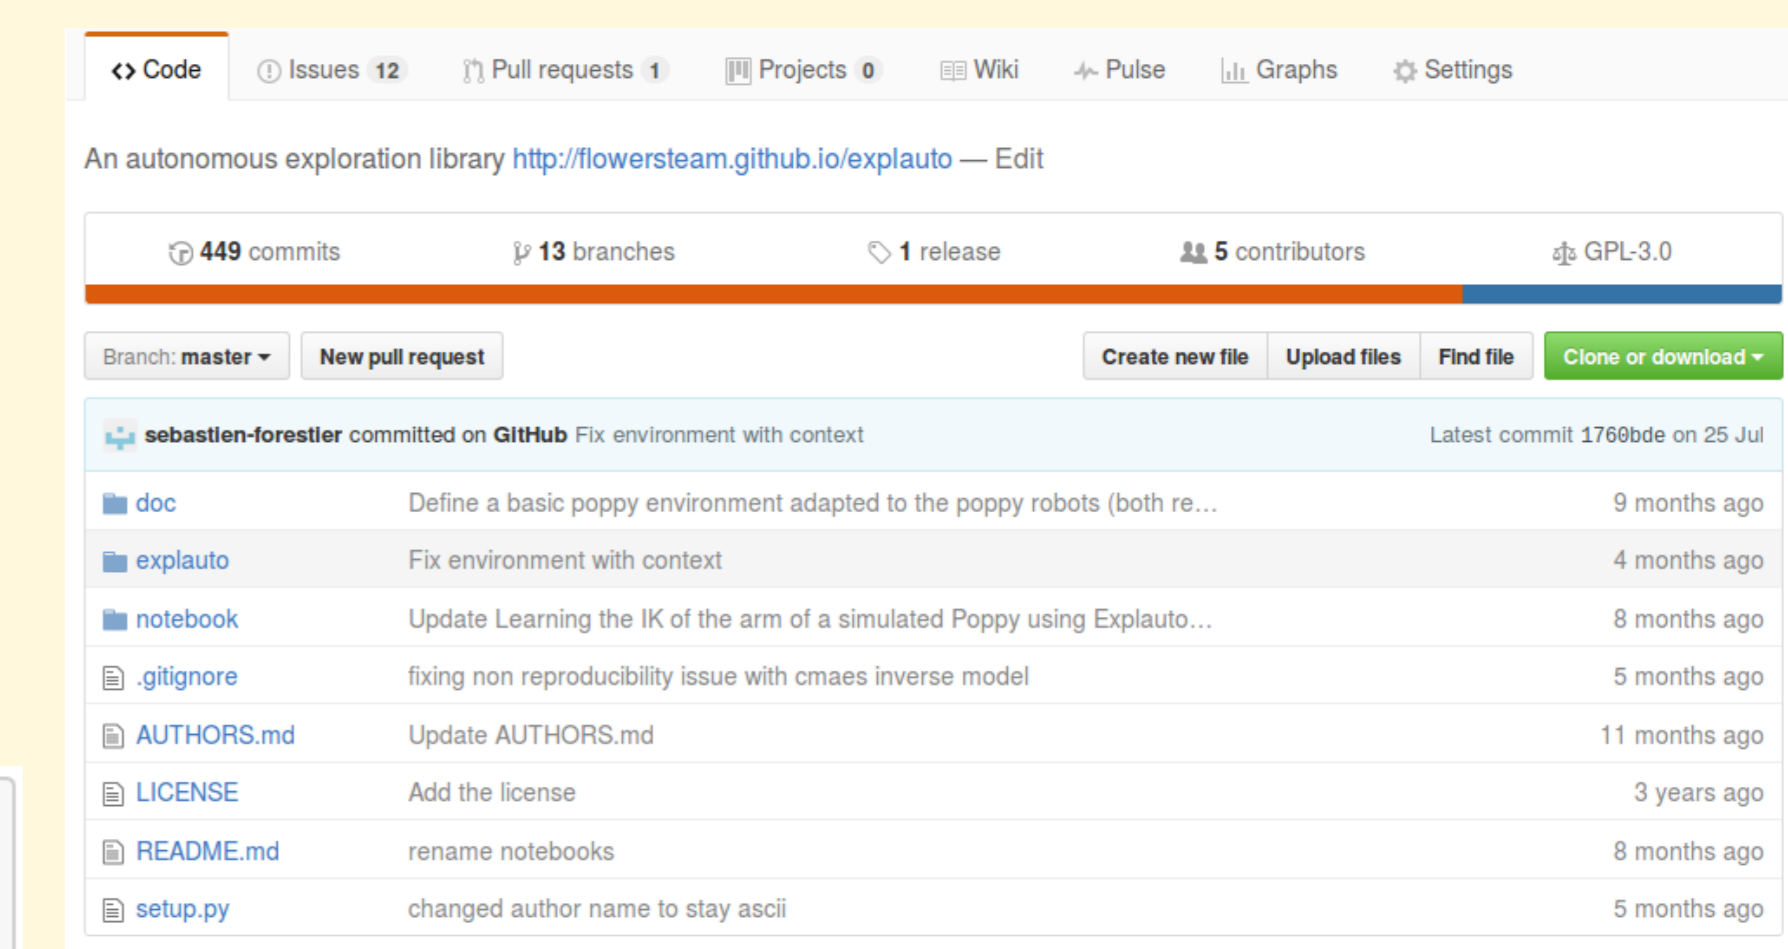 Code Issues 12 Pull requests 1 Projects 0 Wiki Pulse Graphs Settings
An autonomous exploration library http://flowersteam.github.io/explauto — Edit
449 commits 13 branches 1 release 5 contributors GPL-3.0
Branch: master New pull request Create new file Upload files Find file Clone or download
sebastien-forestier committed on GitHub Fix environment with context Latest commit 1760bde on 25 Jul
doc Define a basic poppy environment adapted to the poppy robots (both re… 9 months ago
explauto Fix environment with context 4 months ago
notebook Update Learning the IK of the arm of a simulated Poppy using Explauto… 8 months ago
.gitignore fixing non reproducibility issue with cmaes inverse model 5 months ago
AUTHORS.md Update AUTHORS.md 11 months ago
LICENSE Add the license 3 years ago
README.md rename notebooks 8 months ago
setup.py changed author name to stay ascii 5 months ago